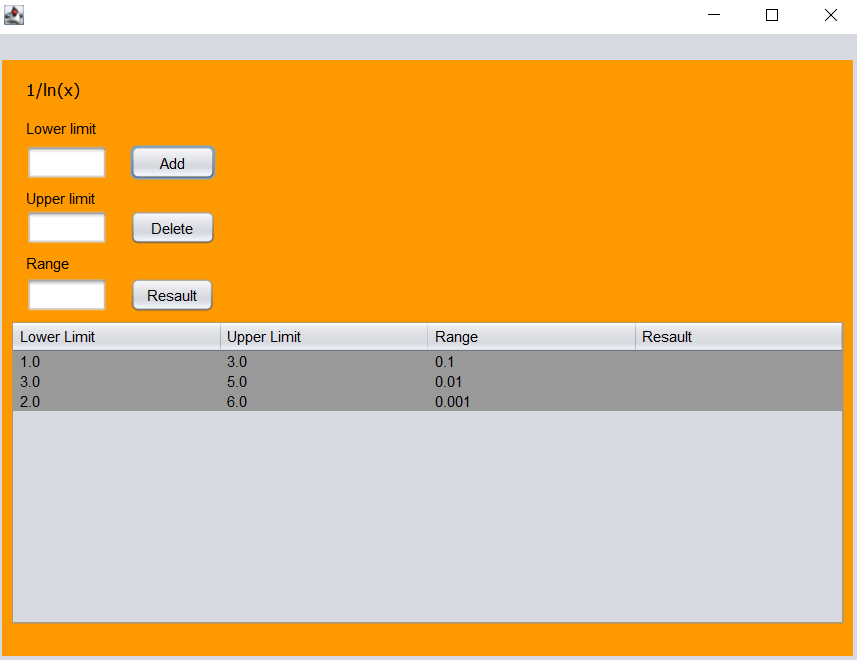 1/ln(x)
Lower limit
Add
Upper limit
Delete
Range
Resault
Lower Limit Upper Limit Range Resault
1.0 3.0 0.1
3.0 5.0 0.01
2.0 6.0 0.001